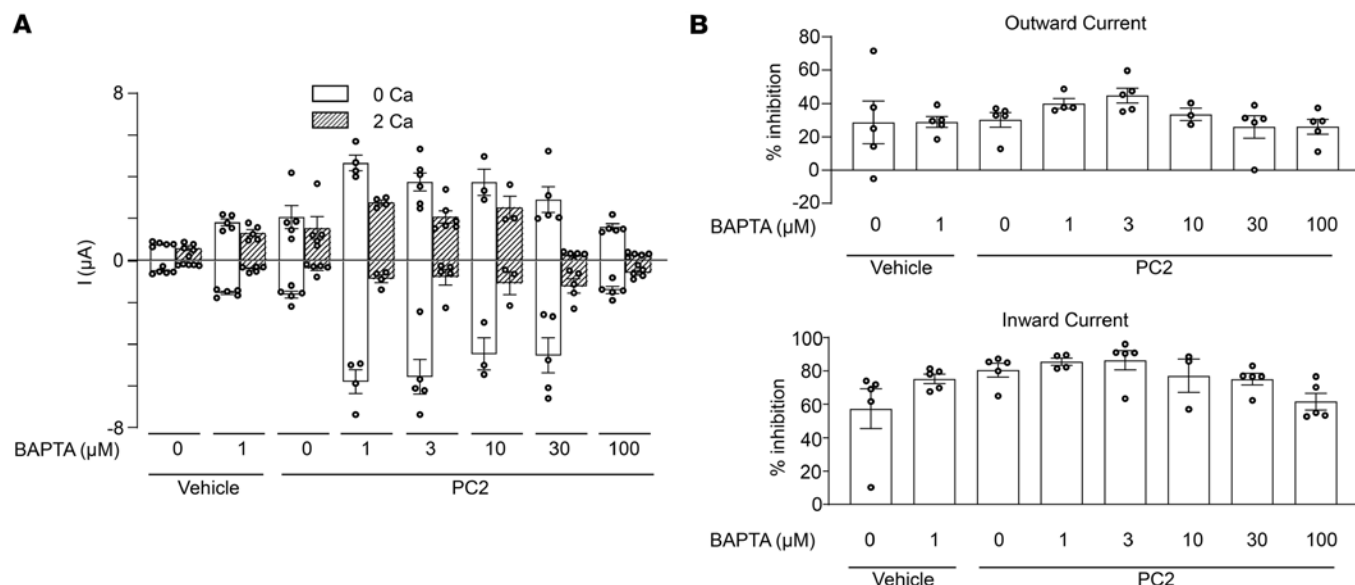 A
8
0 Ca
2 Ca
I (µA)
0
-8
BAPTA (µM) 0 1 0 1 3 10 30 100
Vehicle PC2
B
Outward Current
80
60
40
20
0
-20
% inhibition
BAPTA (µM) 0 1 0 1 3 10 30 100
Vehicle PC2
Inward Current
100
80
60
40
20
0
% inhibition
BAPTA (µM) 0 1 0 1 3 10 30 100
Vehicle PC2